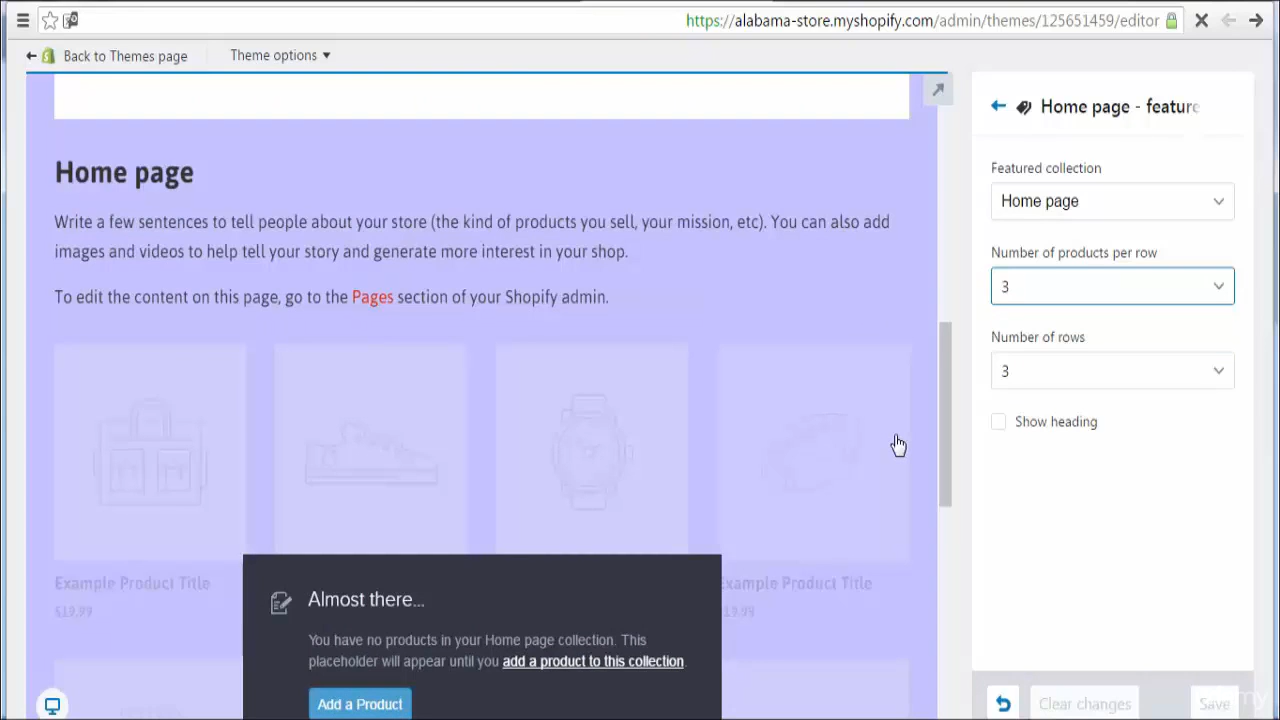 https://alabama-store.myshopify.com/admin/themes/125651459/editor
Back to Themes page
Theme options
Home page - feature
Home page
Write a few sentences to tell people about your store (the kind of products you sell, your mission, etc). You can also add
images and videos to help tell your story and generate more interest in your shop.
To edit the content on this page, go to the Pages section of your Shopify admin.
Featured collection
Home page
Number of products per row
3
Number of rows
3
Show heading
Example Product Title
Example Product Title
£19.99
£19.99
Almost there...
You have no products in your Home page collection. This
placeholder will appear until you add a product to this collection.
Add a Product
Clear changes
Save